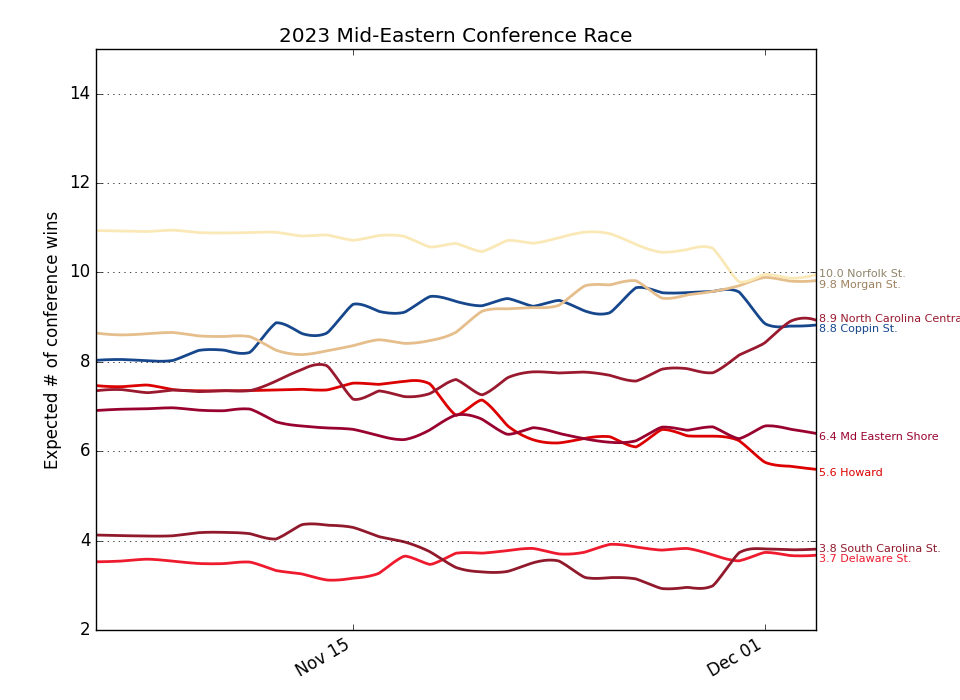 2023 Mid-Eastern Conference Race
Expected # of conference wins
14
12
10
8
6
4
2
Nov 15
Dec 01
10.0 Norfolk St.
9.8 Morgan St.
8.9 North Carolina Centra
8.8 Coppin St.
6.4 Md Eastern Shore
5.6 Howard
3.8 South Carolina St.
3.7 Delaware St.